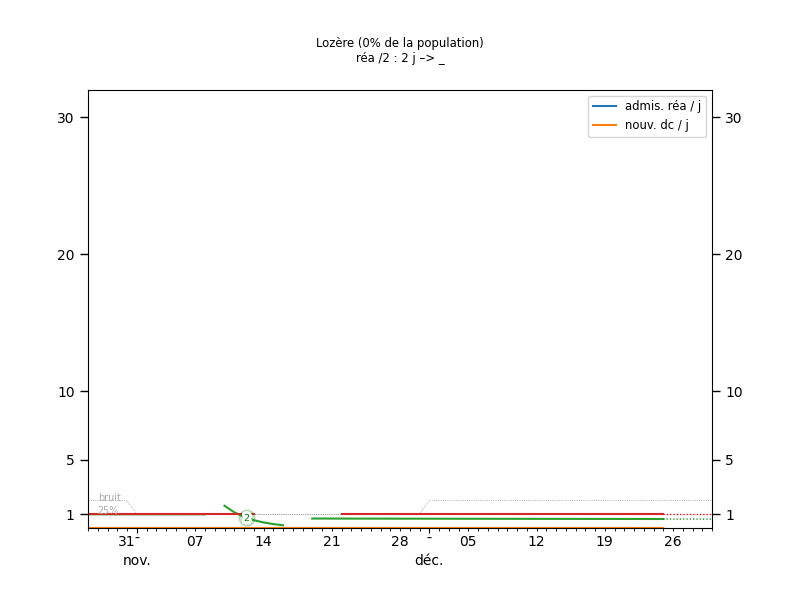 Lozère (0% de la population)
réa /2 : 2 j –> _
admis. réa / j
nouv. dc / j
30 30
20 20
10 10
5 5
bruit
25%
1 2 1
31 07 14 21 28 05 12 19 26
nov. déc.